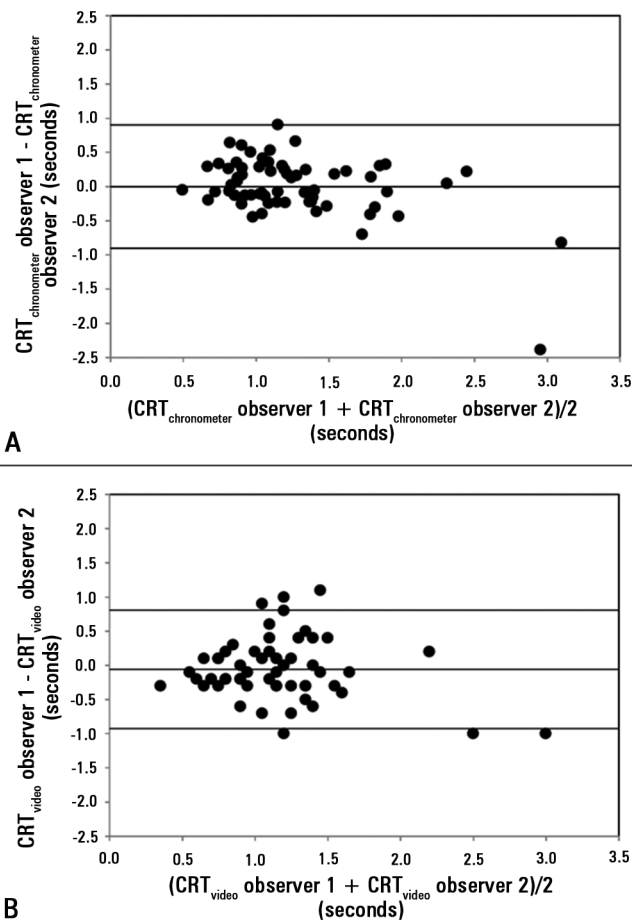 CRTchronometer observer 1 - CRTchronometer
observer 2 (seconds)
2.5
2.0
1.5
1.0
0.5
0.0
-0.5
-1.0
-1.5
-2.0
-2.5
0.0 0.5 1.0 1.5 2.0 2.5 3.0 3.5
(CRTchronometer observer 1 + CRTchronometer observer 2)/2
(seconds)
A
CRTvideo observer 1 - CRTvideo observer 2
(seconds)
2.5
2.0
1.5
1.0
0.5
0.0
-0.5
-1.0
-1.5
-2.0
-2.5
0.0 0.5 1.0 1.5 2.0 2.5 3.0 3.5
(CRTvideo observer 1 + CRTvideo observer 2)/2
(seconds)
B